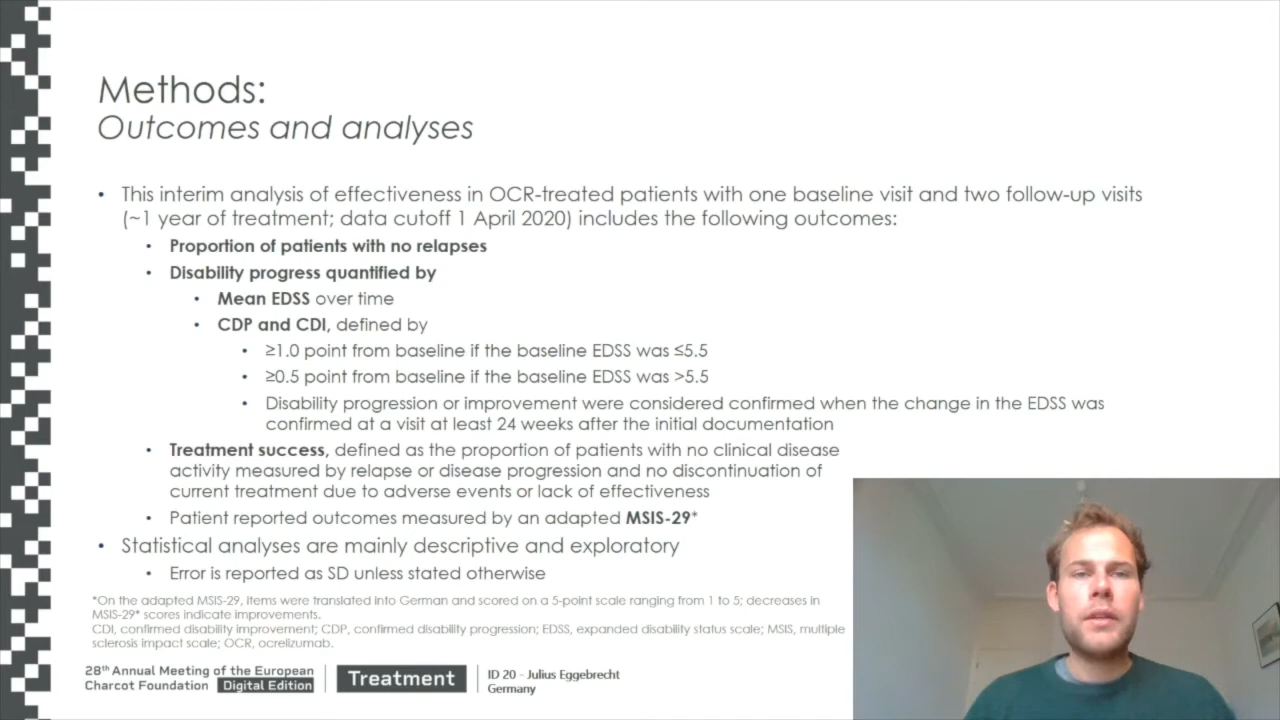 Methods:
Outcomes and analyses
• This interim analysis of effectiveness in OCR-treated patients with one baseline visit and two follow-up visits
(~1 year of treatment; data cutoff 1 April 2020) includes the following outcomes:
• Proportion of patients with no relapses
• Disability progress quantified by
• Mean EDSS over time
• CDP and CDI, defined by
• ≥1.0 point from baseline if the baseline EDSS was ≤5.5
• ≥0.5 point from baseline if the baseline EDSS was >5.5
• Disability progression or improvement were considered confirmed when the change in the EDSS was
confirmed at a visit at least 24 weeks after the initial documentation
• Treatment success, defined as the proportion of patients with no clinical disease
activity measured by relapse or disease progression and no discontinuation of
current treatment due to adverse events or lack of effectiveness
• Patient reported outcomes measured by an adapted MSIS-29*
• Statistical analyses are mainly descriptive and exploratory
• Error is reported as SD unless stated otherwise
*On the adapted MSIS-29, items were translated into German and scored on a 5-point scale ranging from 1 to 5; decreases in
MSIS-29* scores indicate improvements.
CDI, confirmed disability improvement; CDP, confirmed disability progression; EDSS, expanded disability status scale; MSIS, multiple
sclerosis impact scale; OCR, ocrelizumab.
28th Annual Meeting of the European
Charcot Foundation Digital Edition
Treatment
ID 20 - Julius Eggebrecht
Germany